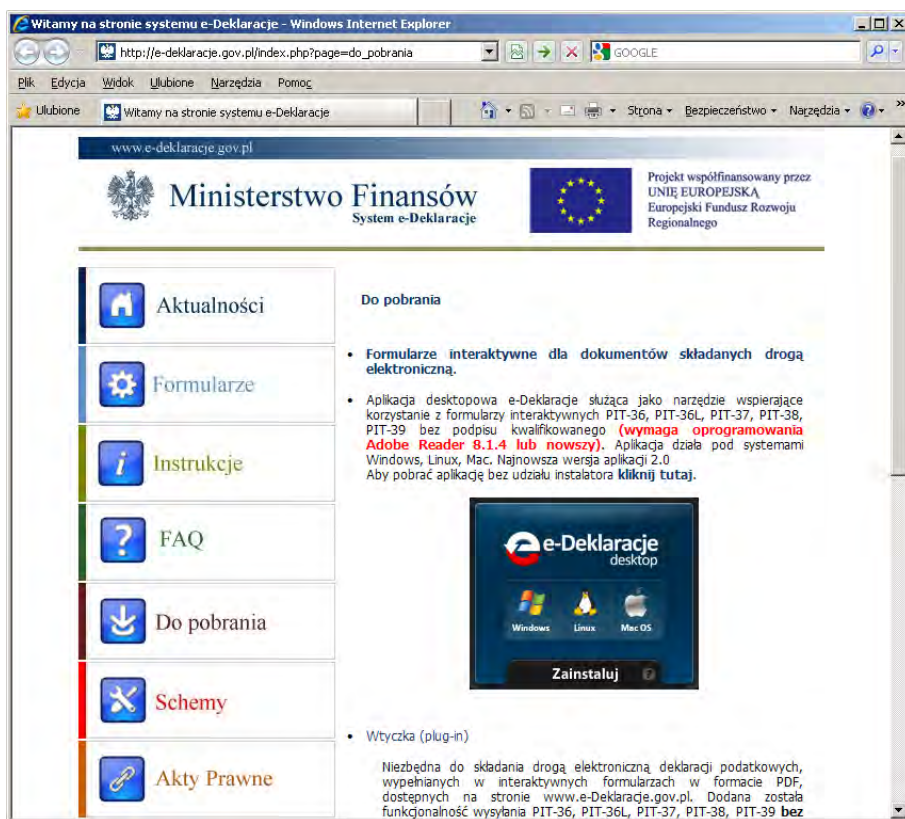 Witamy na stronie systemu e-Deklaracje - Windows Internet Explorer
http://e-deklaracje.gov.pl/index.php?page=do_pobrania
GOOGLE
Plik Edycja Widok Ulubione Narzędzia Pomoc
Ulubione
Witamy na stronie systemu e-Deklaracje
Strona
Bezpieczeństwo
Narzędzia
www.e-deklaracje.gov.pl
Ministerstwo Finansów
System e-Deklaracje
Projekt współfinansowany przez
UNIĘ EUROPEJSKĄ
Europejski Fundusz Rozwoju
Regionalnego
Aktualności
Formularze
Instrukcje
FAQ
Do pobrania
Schemy
Akty Prawne
Do pobrania
• Formularze interaktywne dla dokumentów składanych drogą
elektroniczną.
• Aplikacja desktopowa e-Deklaracje służąca jako narzędzie wspierające
korzystanie z formularzy interaktywnych PIT-36, PIT-36L, PIT-37, PIT-38,
PIT-39 bez podpisu kwalifikowanego (wymaga oprogramowania
Adobe Reader 8.1.4 lub nowszy). Aplikacja działa pod systemami
Windows, Linux, Mac. Najnowsza wersja aplikacji 2.0
Aby pobrać aplikację bez udziału instalatora kliknij tutaj.
e-Deklaracje
desktop
Windows Linux Mac OS
Zainstaluj ?
• Wtyczka (plug-in)
Niezbędna do składania drogą elektroniczną deklaracji podatkowych,
wypełnianych w interaktywnych formularzach w formacie PDF,
dostępnych na stronie www.e-Deklaracje.gov.pl. Dodana została
funkcjonalność wysyłania PIT-36, PIT-36L, PIT-37, PIT-38, PIT-39 bez